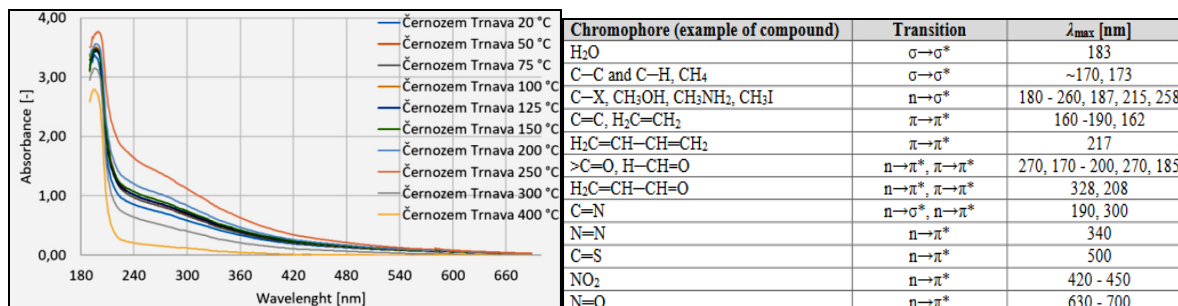 4,00
3,00
2,00
1,00
0,00
Absorbance [-]
180 240 300 360 420 480 540 600 660
Wavelenght [nm]
Černozem Trnava 20 °C
Černozem Trnava 50 °C
Černozem Trnava 75 °C
Černozem Trnava 100 °C
Černozem Trnava 125 °C
Černozem Trnava 150 °C
Černozem Trnava 200 °C
Černozem Trnava 250 °C
Černozem Trnava 300 °C
Černozem Trnava 400 °C
Chromophore (example of compound) Transition λmax [nm]
H₂O σ→σ* 183
C─C and C─H, CH₄ σ→σ* ~170, 173
C─X, CH₃OH, CH₃NH₂, CH₃I n→σ* 180 - 260, 187, 215, 258
C═C, H₂C═CH₂ π→π* 160 -190, 162
H₂C═CH─CH═CH₂ π→π* 217
>C═O, H─CH═O n→π*, π→π* 270, 170 - 200, 270, 185
H₂C═CH─CH═O n→π*, π→π* 328, 208
C═N n→σ*, n→π* 190, 300
N═N n→π* 340
C═S n→π* 500
NO₂ n→π* 420 - 450
N═O n→π* 630 - 700